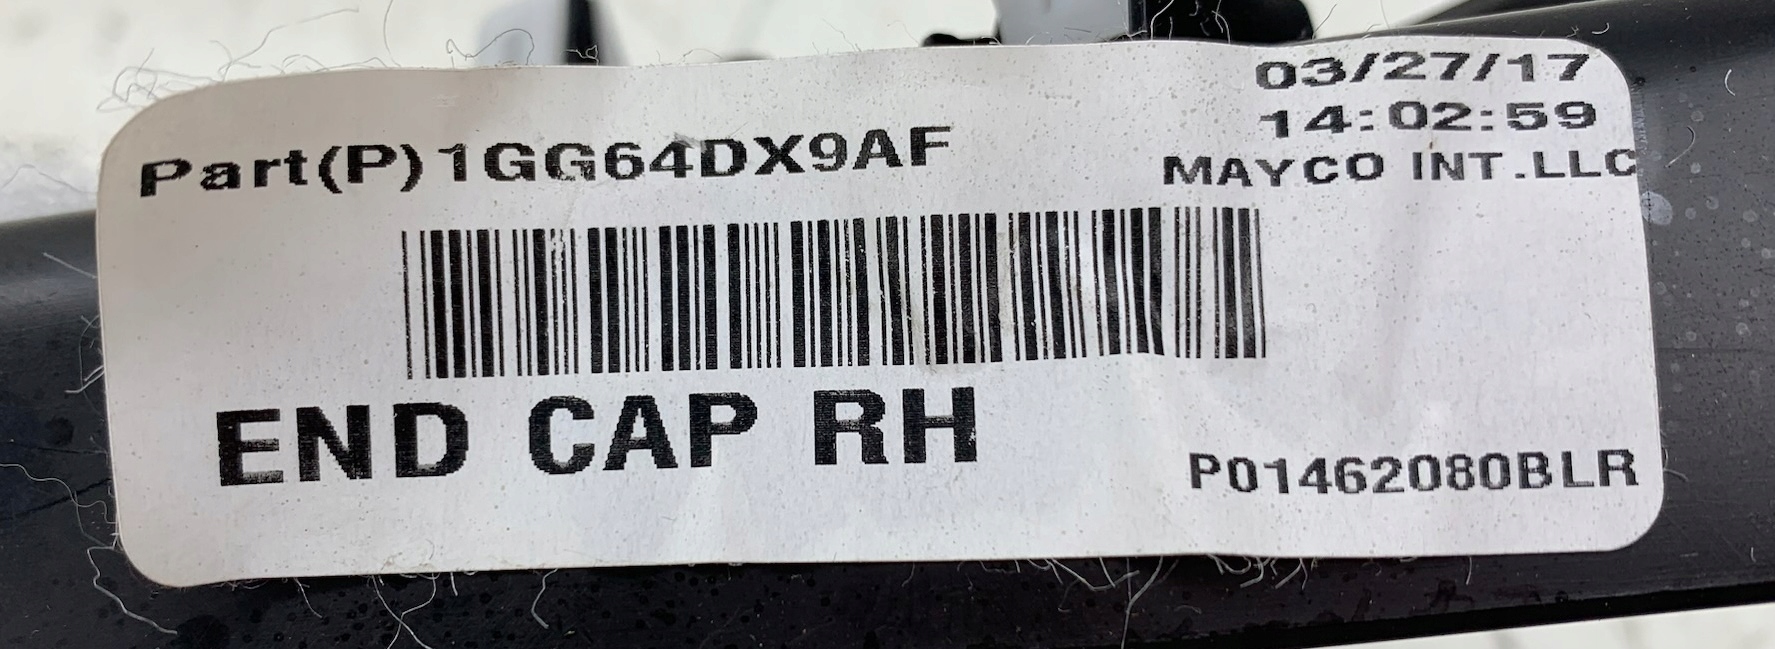 03/27/17
14:02:59
Part(P)1GG64DX9AF
MAYCO INT.LLC
END CAP RH
P01462080BLR